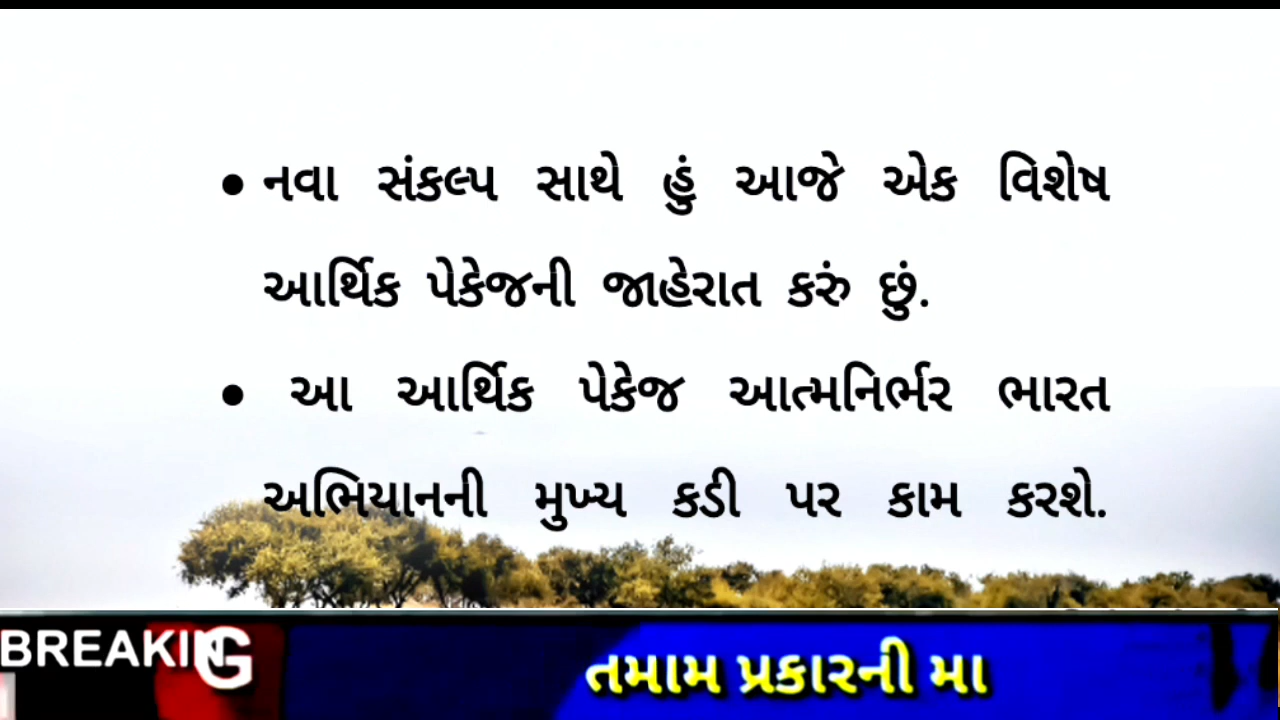 • નવા સંકલ્પ સાથે હું આજે એક વિશેષ
આર્થિક પેકેજની જાહેરાત કરું છું.
• આ આર્થિક પેકેજ આત્મનિર્ભર ભારત
અભિયાનની મુખ્ય કડી પર કામ કરશે.
BREAKING
તમામ પ્રકારની મા